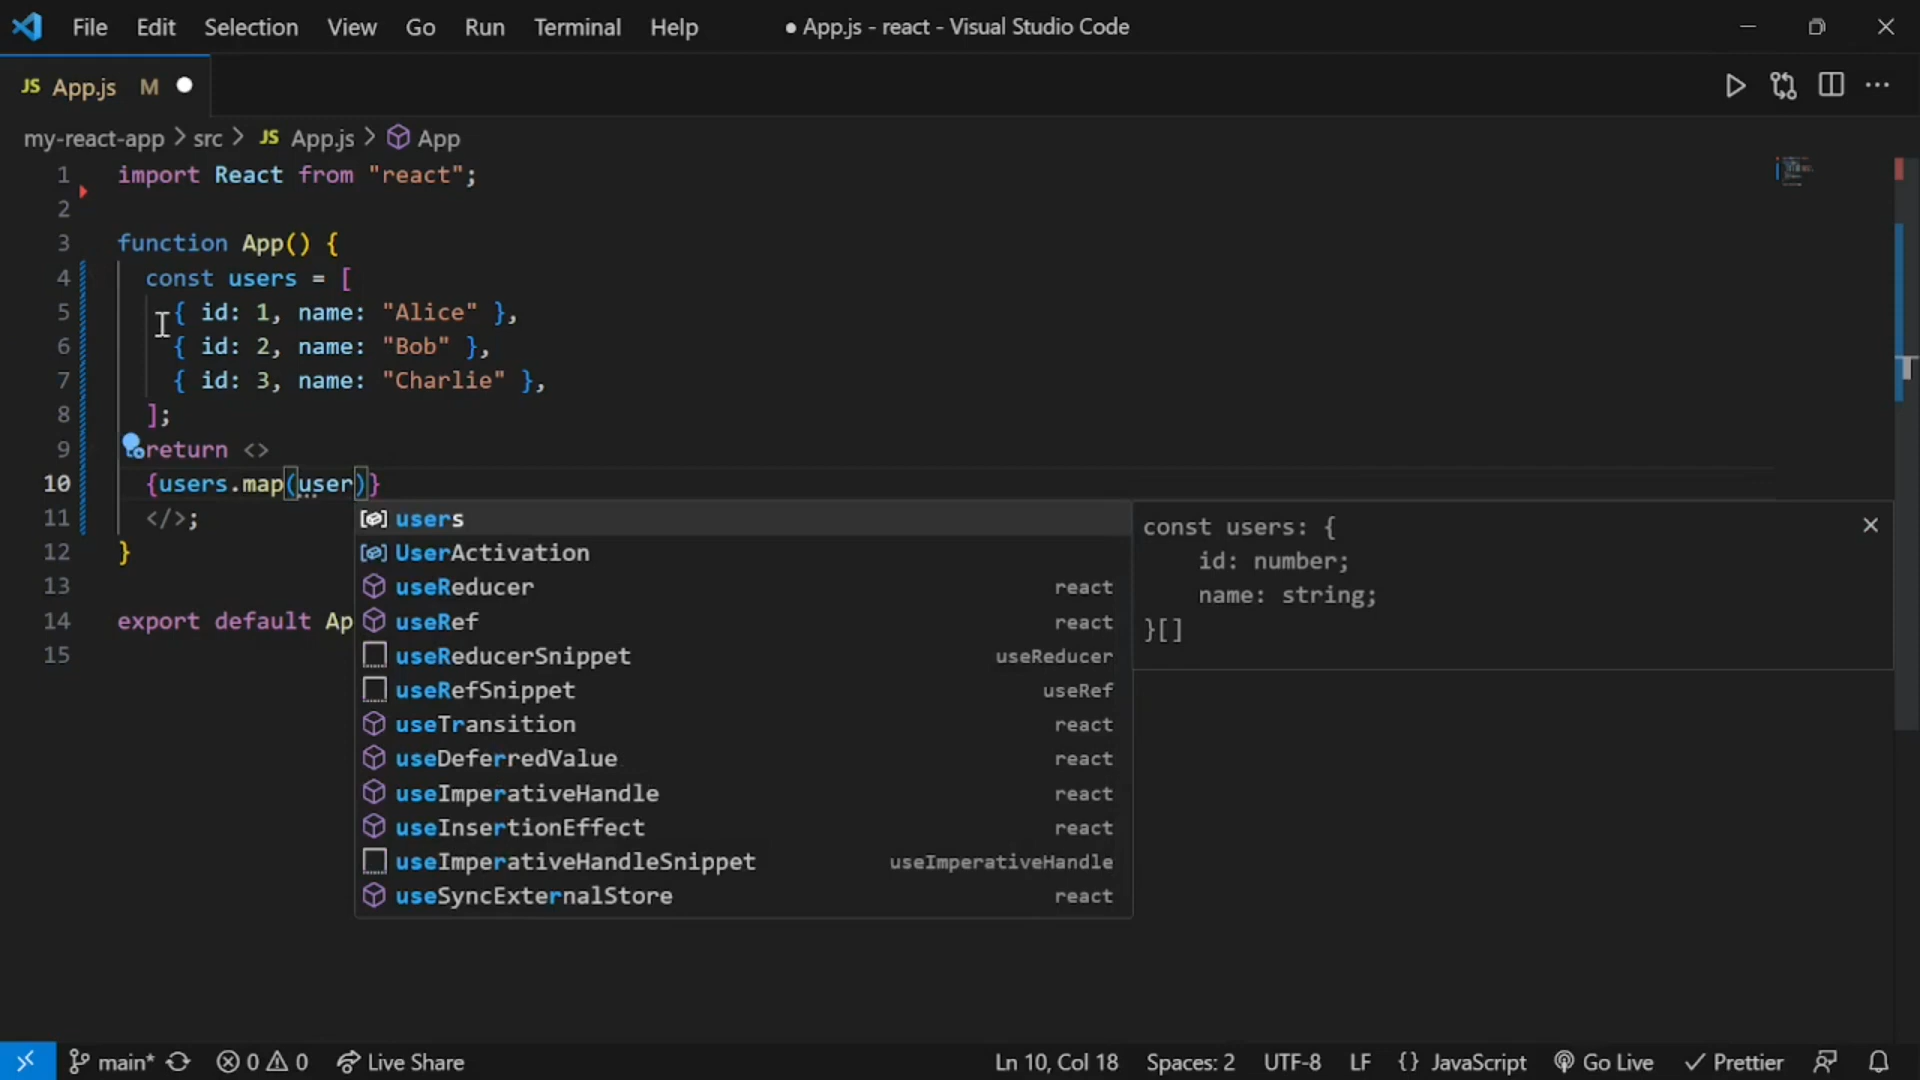 File Edit Selection View Go Run Terminal Help ● App.js - react - Visual Studio Code
JS App.js M
my-react-app > src > JS App.js > App
1 import React from "react";
2
3 function App() {
4 const users = [
5 { id: 1, name: "Alice" },
6 { id: 2, name: "Bob" },
7 { id: 3, name: "Charlie" },
8 ];
9 return <>
10 {users.map(user)}
11 </>;
12 }
13
14 export default Ap
15
users
UserActivation
useReducer react
useRef react
useReducerSnippet useReducer
useRefSnippet useRef
useTransition react
useDeferredValue react
useImperativeHandle react
useInsertionEffect react
useImperativeHandleSnippet useImperativeHandle
useSyncExternalStore react
const users: {
id: number;
name: string;
}[]
main* 0 0 Live Share Ln 10, Col 18 Spaces: 2 UTF-8 LF {} JavaScript Go Live Prettier